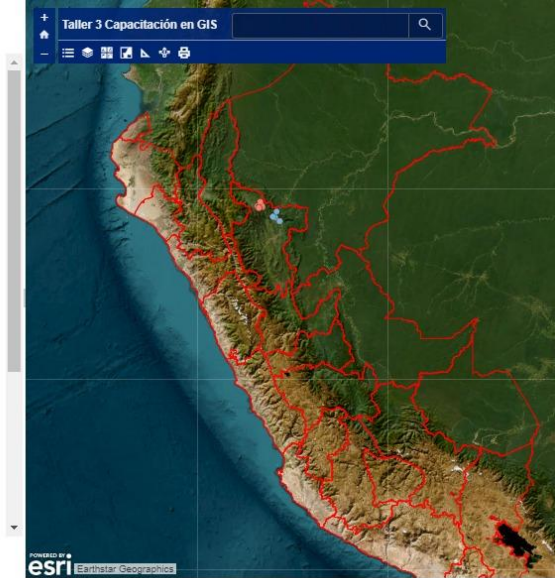 Taller 3 Capacitación en GIS
POWERED BY
esri
Earthstar Geographics